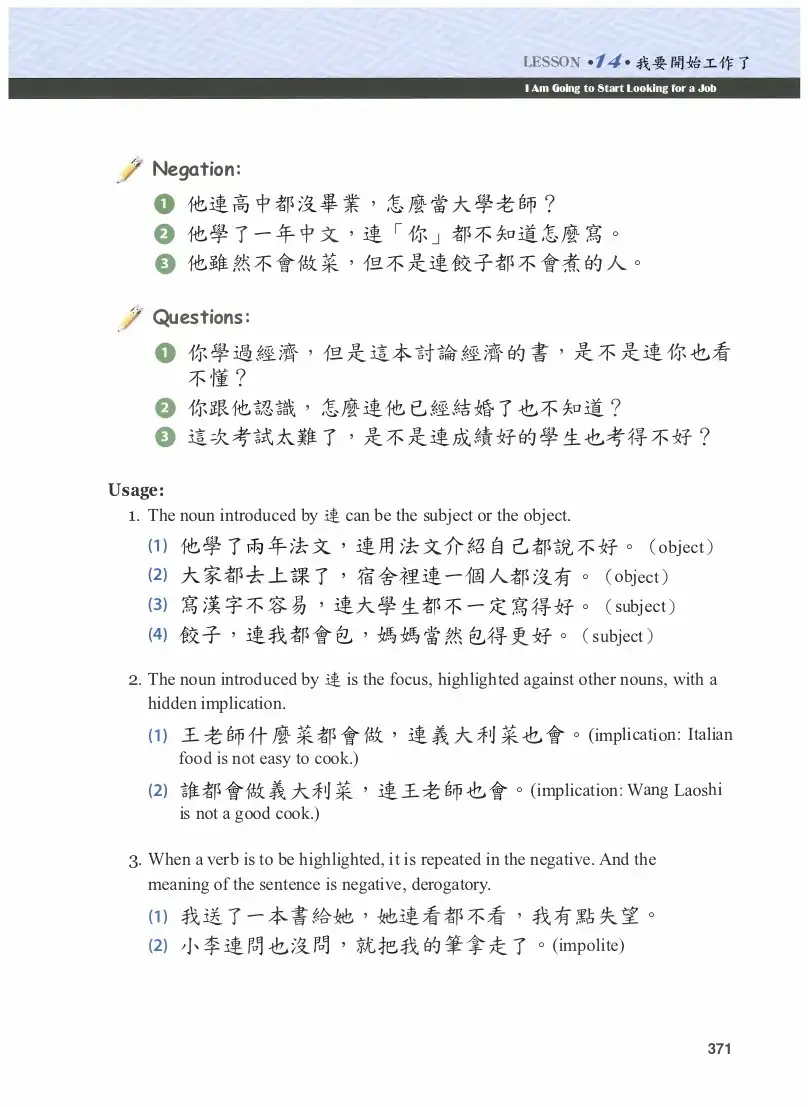 LESSON •14• 我要開始工作了
I Am Going to Start Looking for a Job
Negation:
1 他連高中都沒畢業，怎麼當大學老師？
2 他學了一年中文，連「你」都不知道怎麼寫。
3 他雖然不會做菜，但不是連餃子都不會煮的人。
Questions:
1 你學過經濟，但是這本討論經濟的書，是不是連你也看
不懂？
2 你跟他認識，怎麼連他已經結婚了也不知道？
3 這次考試太難了，是不是連成績好的學生也考得不好？
Usage:
1. The noun introduced by 連 can be the subject or the object.
(1) 他學了兩年法文，連用法文介紹自己都說不好。（object）
(2) 大家都去上課了，宿舍裡連一個人都沒有。（object）
(3) 寫漢字不容易，連大學生都不一定寫得好。（subject）
(4) 餃子，連我都會包，媽媽當然包得更好。（subject）
2. The noun introduced by 連 is the focus, highlighted against other nouns, with a
hidden implication.
(1) 王老師什麼菜都會做，連義大利菜也會。(implication: Italian
food is not easy to cook.)
(2) 誰都會做義大利菜，連王老師也會。(implication: Wang Laoshi
is not a good cook.)
3. When a verb is to be highlighted, it is repeated in the negative. And the
meaning of the sentence is negative, derogatory.
(1) 我送了一本書給她，她連看都不看，我有點失望。
(2) 小李連問也沒問，就把我的筆拿走了。(impolite)
371